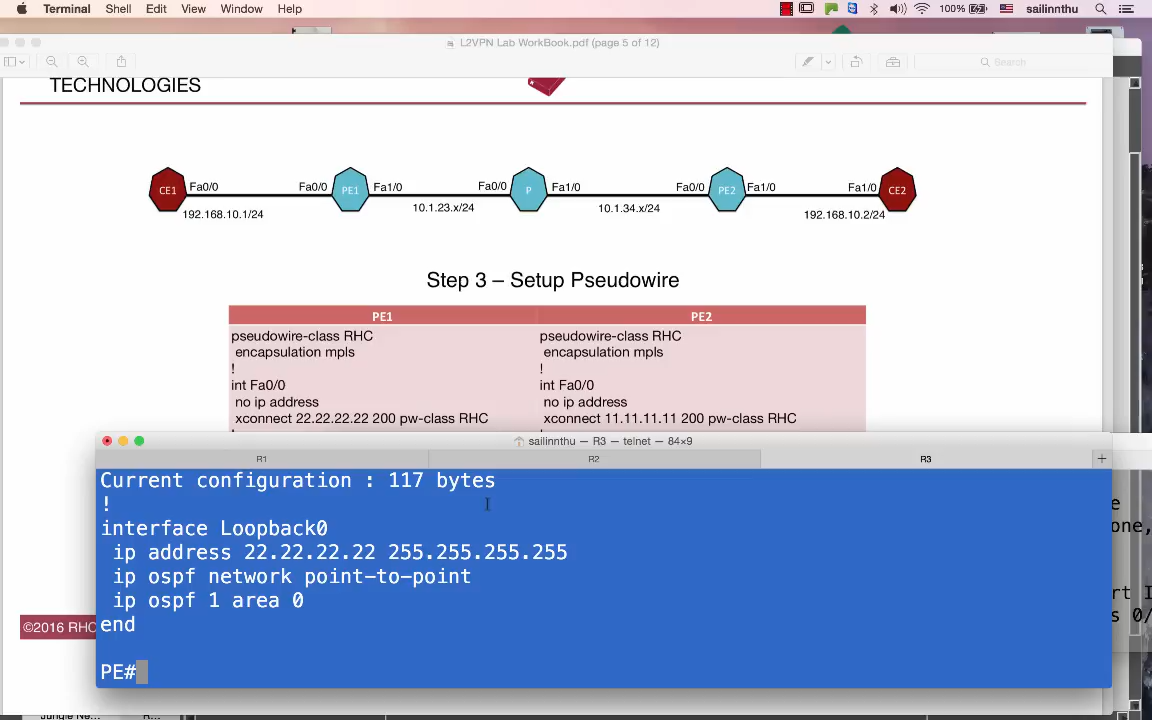 Terminal Shell Edit View Window Help 100% sailinnthu
L2VPN Lab WorkBook.pdf (page 5 of 12)
Search
TECHNOLOGIES
CE1 Fa0/0 Fa0/0 PE1 Fa1/0 Fa0/0 P Fa1/0 Fa0/0 PE2 Fa1/0 Fa1/0 CE2
192.168.10.1/24 10.1.23.x/24 10.1.34.x/24 192.168.10.2/24
Step 3 – Setup Pseudowire
PE1 PE2
pseudowire-class RHC pseudowire-class RHC
encapsulation mpls encapsulation mpls
! !
int Fa0/0 int Fa0/0
no ip address no ip address
xconnect 22.22.22.22 200 pw-class RHC xconnect 11.11.11.11 200 pw-class RHC
sailinnthu — R3 — telnet — 84×9
R1 R2 R3 +
Current configuration : 117 bytes
!
interface Loopback0
ip address 22.22.22.22 255.255.255.255
ip ospf network point-to-point
ip ospf 1 area 0
end
PE#
©2016 RHC